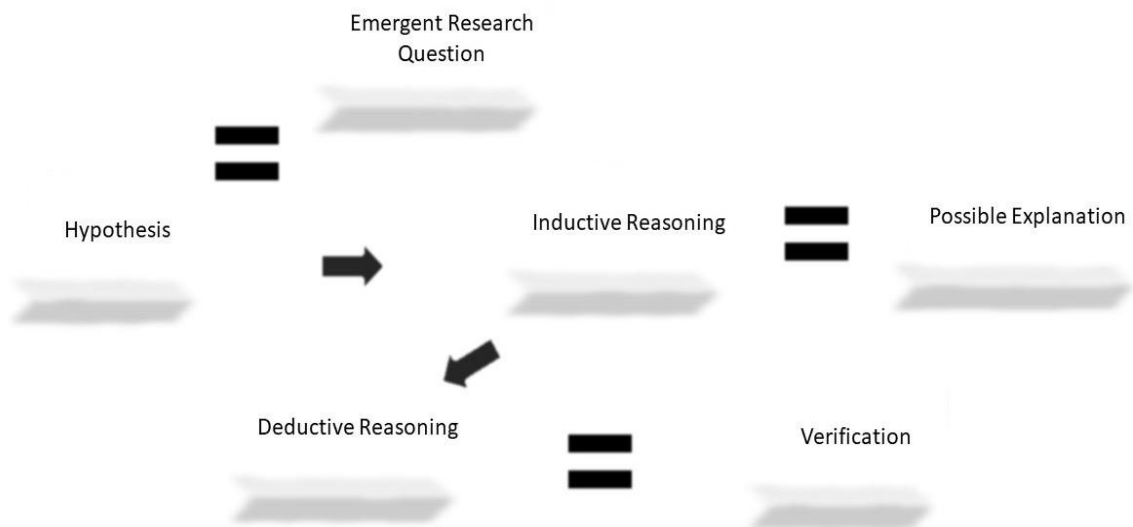 Emergent Research
Question
Hypothesis
Inductive Reasoning
Possible Explanation
Deductive Reasoning
Verification